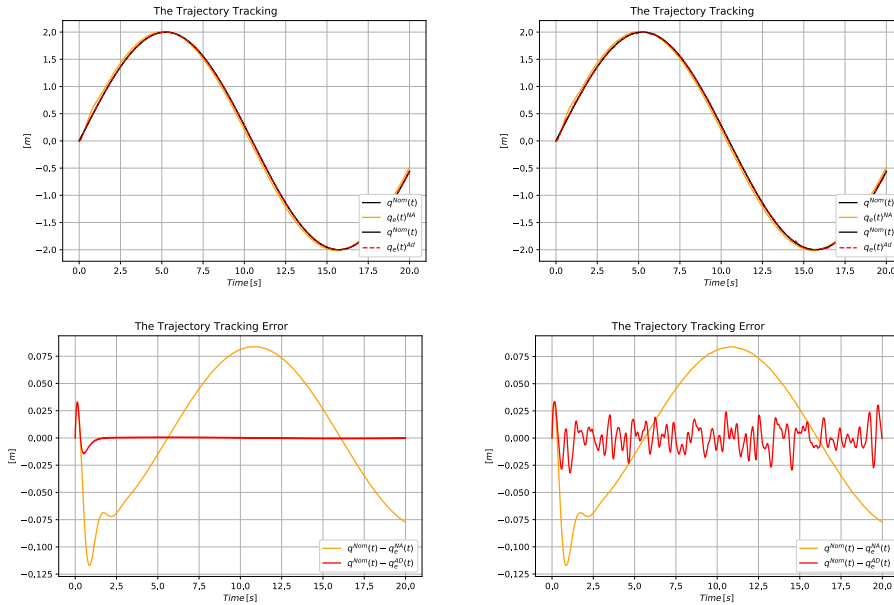 The Trajectory Tracking
2.0
1.5
1.0
0.5
0.0
−0.5
−1.0
−1.5
−2.0
[m]
q^Nom(t)
q_e(t)^NA
q^Nom(t)
q_e(t)^Ad
0.0 2.5 5.0 7.5 10.0 12.5 15.0 17.5 20.0
Time [s]
The Trajectory Tracking
2.0
1.5
1.0
0.5
0.0
−0.5
−1.0
−1.5
−2.0
[m]
q^Nom(t)
q_e(t)^NA
q^Nom(t)
q_e(t)^Ad
0.0 2.5 5.0 7.5 10.0 12.5 15.0 17.5 20.0
Time [s]
The Trajectory Tracking Error
0.075
0.050
0.025
0.000
−0.025
−0.050
−0.075
−0.100
−0.125
[m]
q^Nom(t) − q_e^NA(t)
q^Nom(t) − q_e^AD(t)
0.0 2.5 5.0 7.5 10,0 12.5 15.0 17.5 20.0
Time [s]
The Trajectory Tracking Error
0.075
0.050
0.025
0.000
−0.025
−0.050
−0.075
−0.100
−0.125
[m]
q^Nom(t) − q_e^NA(t)
q^Nom(t) − q_e^AD(t)
0.0 2.5 5.0 7.5 10,0 12.5 15.0 17.5 20.0
Time [s]